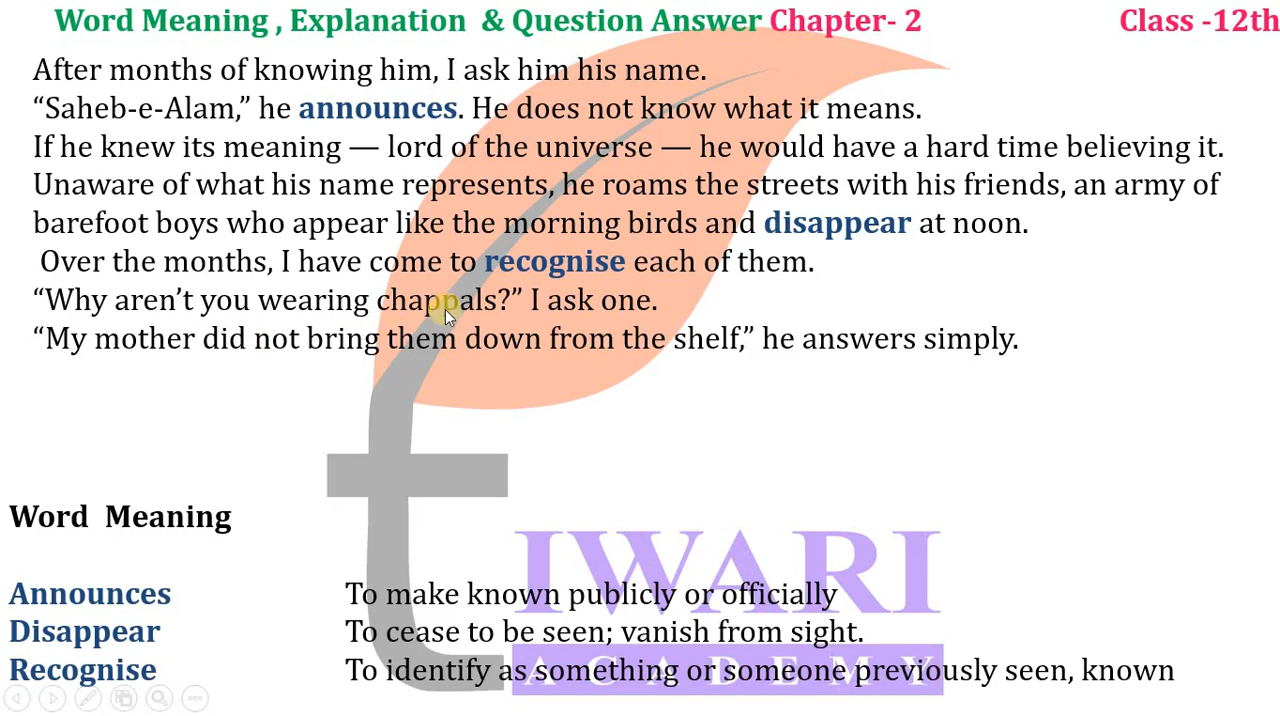 Word Meaning , Explanation & Question Answer Chapter- 2 Class -12th
After months of knowing him, I ask him his name.
“Saheb-e-Alam,” he announces. He does not know what it means.
If he knew its meaning — lord of the universe — he would have a hard time believing it.
Unaware of what his name represents, he roams the streets with his friends, an army of
barefoot boys who appear like the morning birds and disappear at noon.
Over the months, I have come to recognise each of them.
“Why aren’t you wearing chappals?” I ask one.
“My mother did not bring them down from the shelf,” he answers simply.
Word Meaning
Announces To make known publicly or officially
Disappear To cease to be seen; vanish from sight.
Recognise To identify as something or someone previously seen, known
tIWARI
ACADEMY